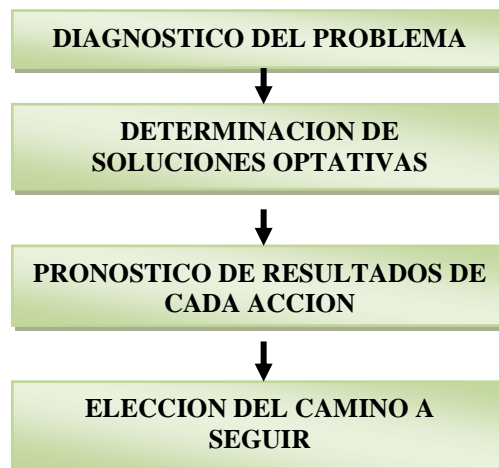 DIAGNOSTICO DEL PROBLEMA
DETERMINACION DE
SOLUCIONES OPTATIVAS
PRONOSTICO DE RESULTADOS DE
CADA ACCION
ELECCION DEL CAMINO A
SEGUIR